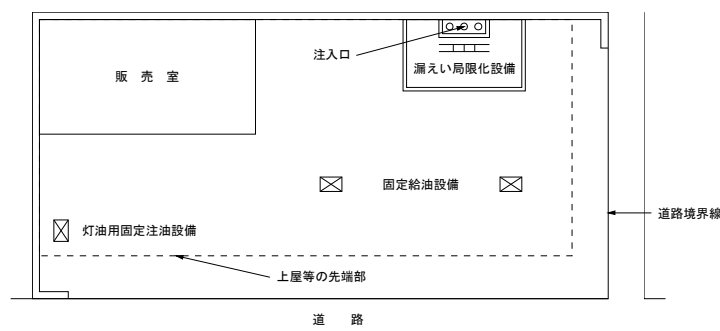 注入口
販　売　室
漏えい局限化設備
固定給油設備
道路境界線
灯油用固定注油設備
上屋等の先端部
道　路